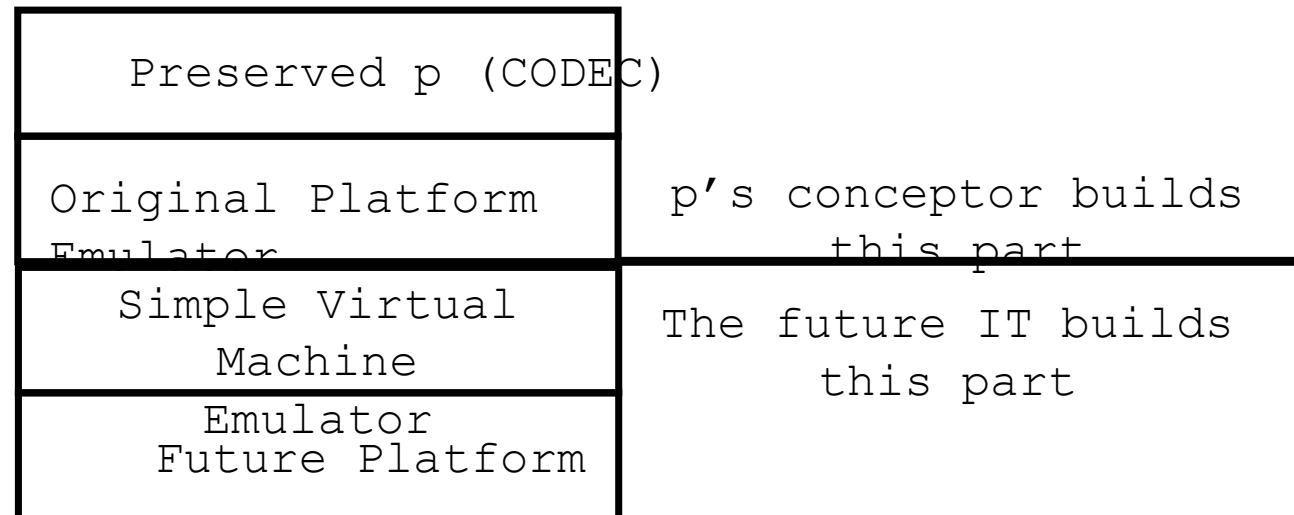 Preserved p (CODEC)
Original Platform
Emulator
p’s conceptor builds
this part
Simple Virtual
Machine
Emulator
The future IT builds
this part
Future Platform